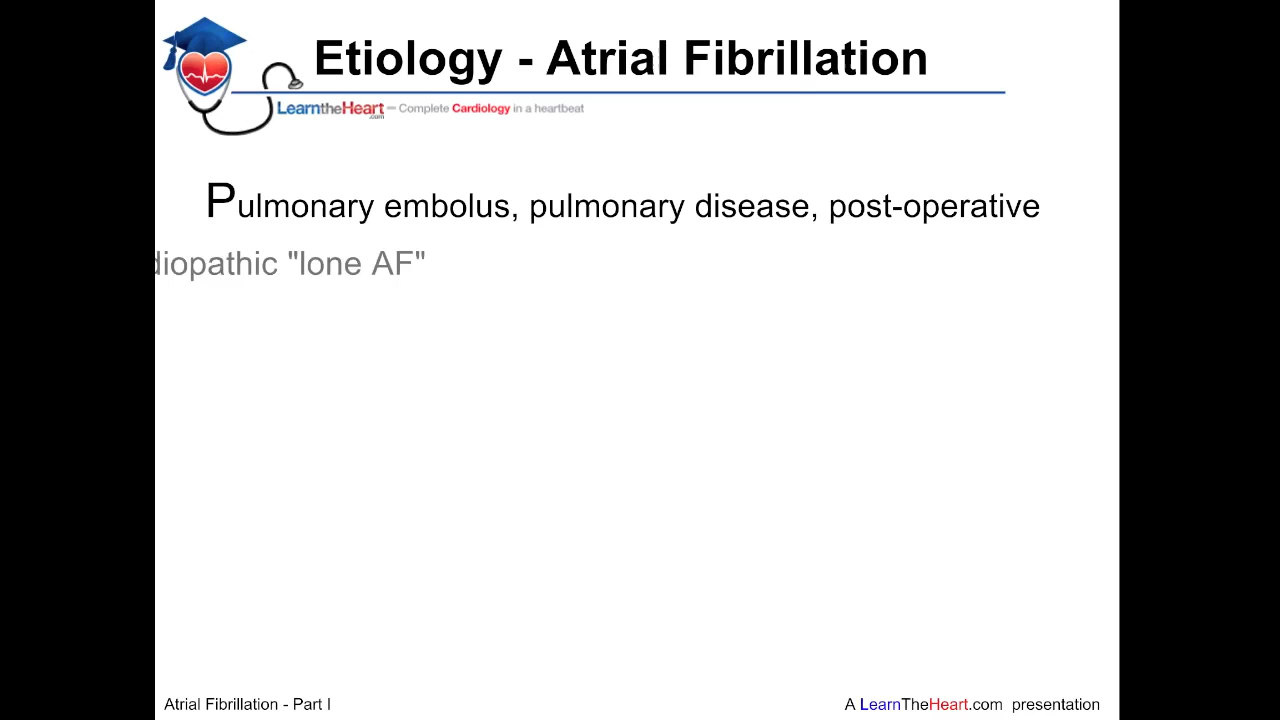 Etiology - Atrial Fibrillation
LearntheHeart.com — Complete Cardiology in a heartbeat
Pulmonary embolus, pulmonary disease, post-operative
diopathic "lone AF"
Atrial Fibrillation - Part I
A LearnTheHeart.com presentation